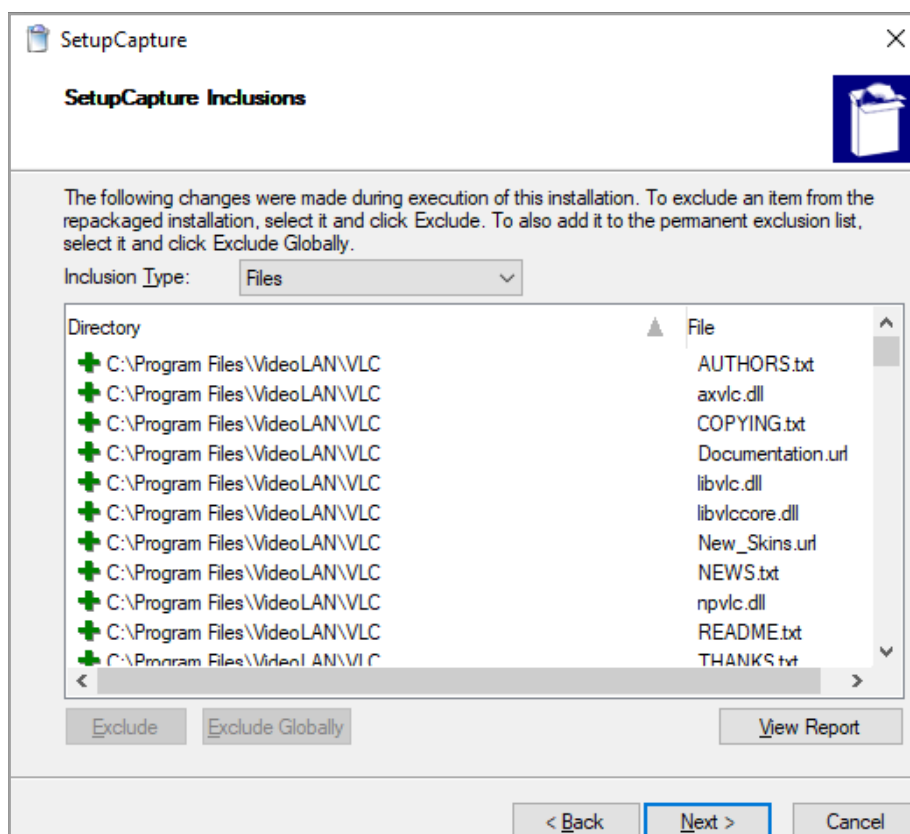 SetupCapture
SetupCapture Inclusions
The following changes were made during execution of this installation. To exclude an item from the
repackaged installation, select it and click Exclude. To also add it to the permanent exclusion list,
select it and click Exclude Globally.
Inclusion Type: Files
Directory File
C:\Program Files\VideoLAN\VLC AUTHORS.txt
C:\Program Files\VideoLAN\VLC axvlc.dll
C:\Program Files\VideoLAN\VLC COPYING.txt
C:\Program Files\VideoLAN\VLC Documentation.url
C:\Program Files\VideoLAN\VLC libvlc.dll
C:\Program Files\VideoLAN\VLC libvlccore.dll
C:\Program Files\VideoLAN\VLC New_Skins.url
C:\Program Files\VideoLAN\VLC NEWS.txt
C:\Program Files\VideoLAN\VLC npvlc.dll
C:\Program Files\VideoLAN\VLC README.txt
C:\Program Files\VideoLAN\VLC THANKS.txt
Exclude Exclude Globally View Report
< Back Next > Cancel